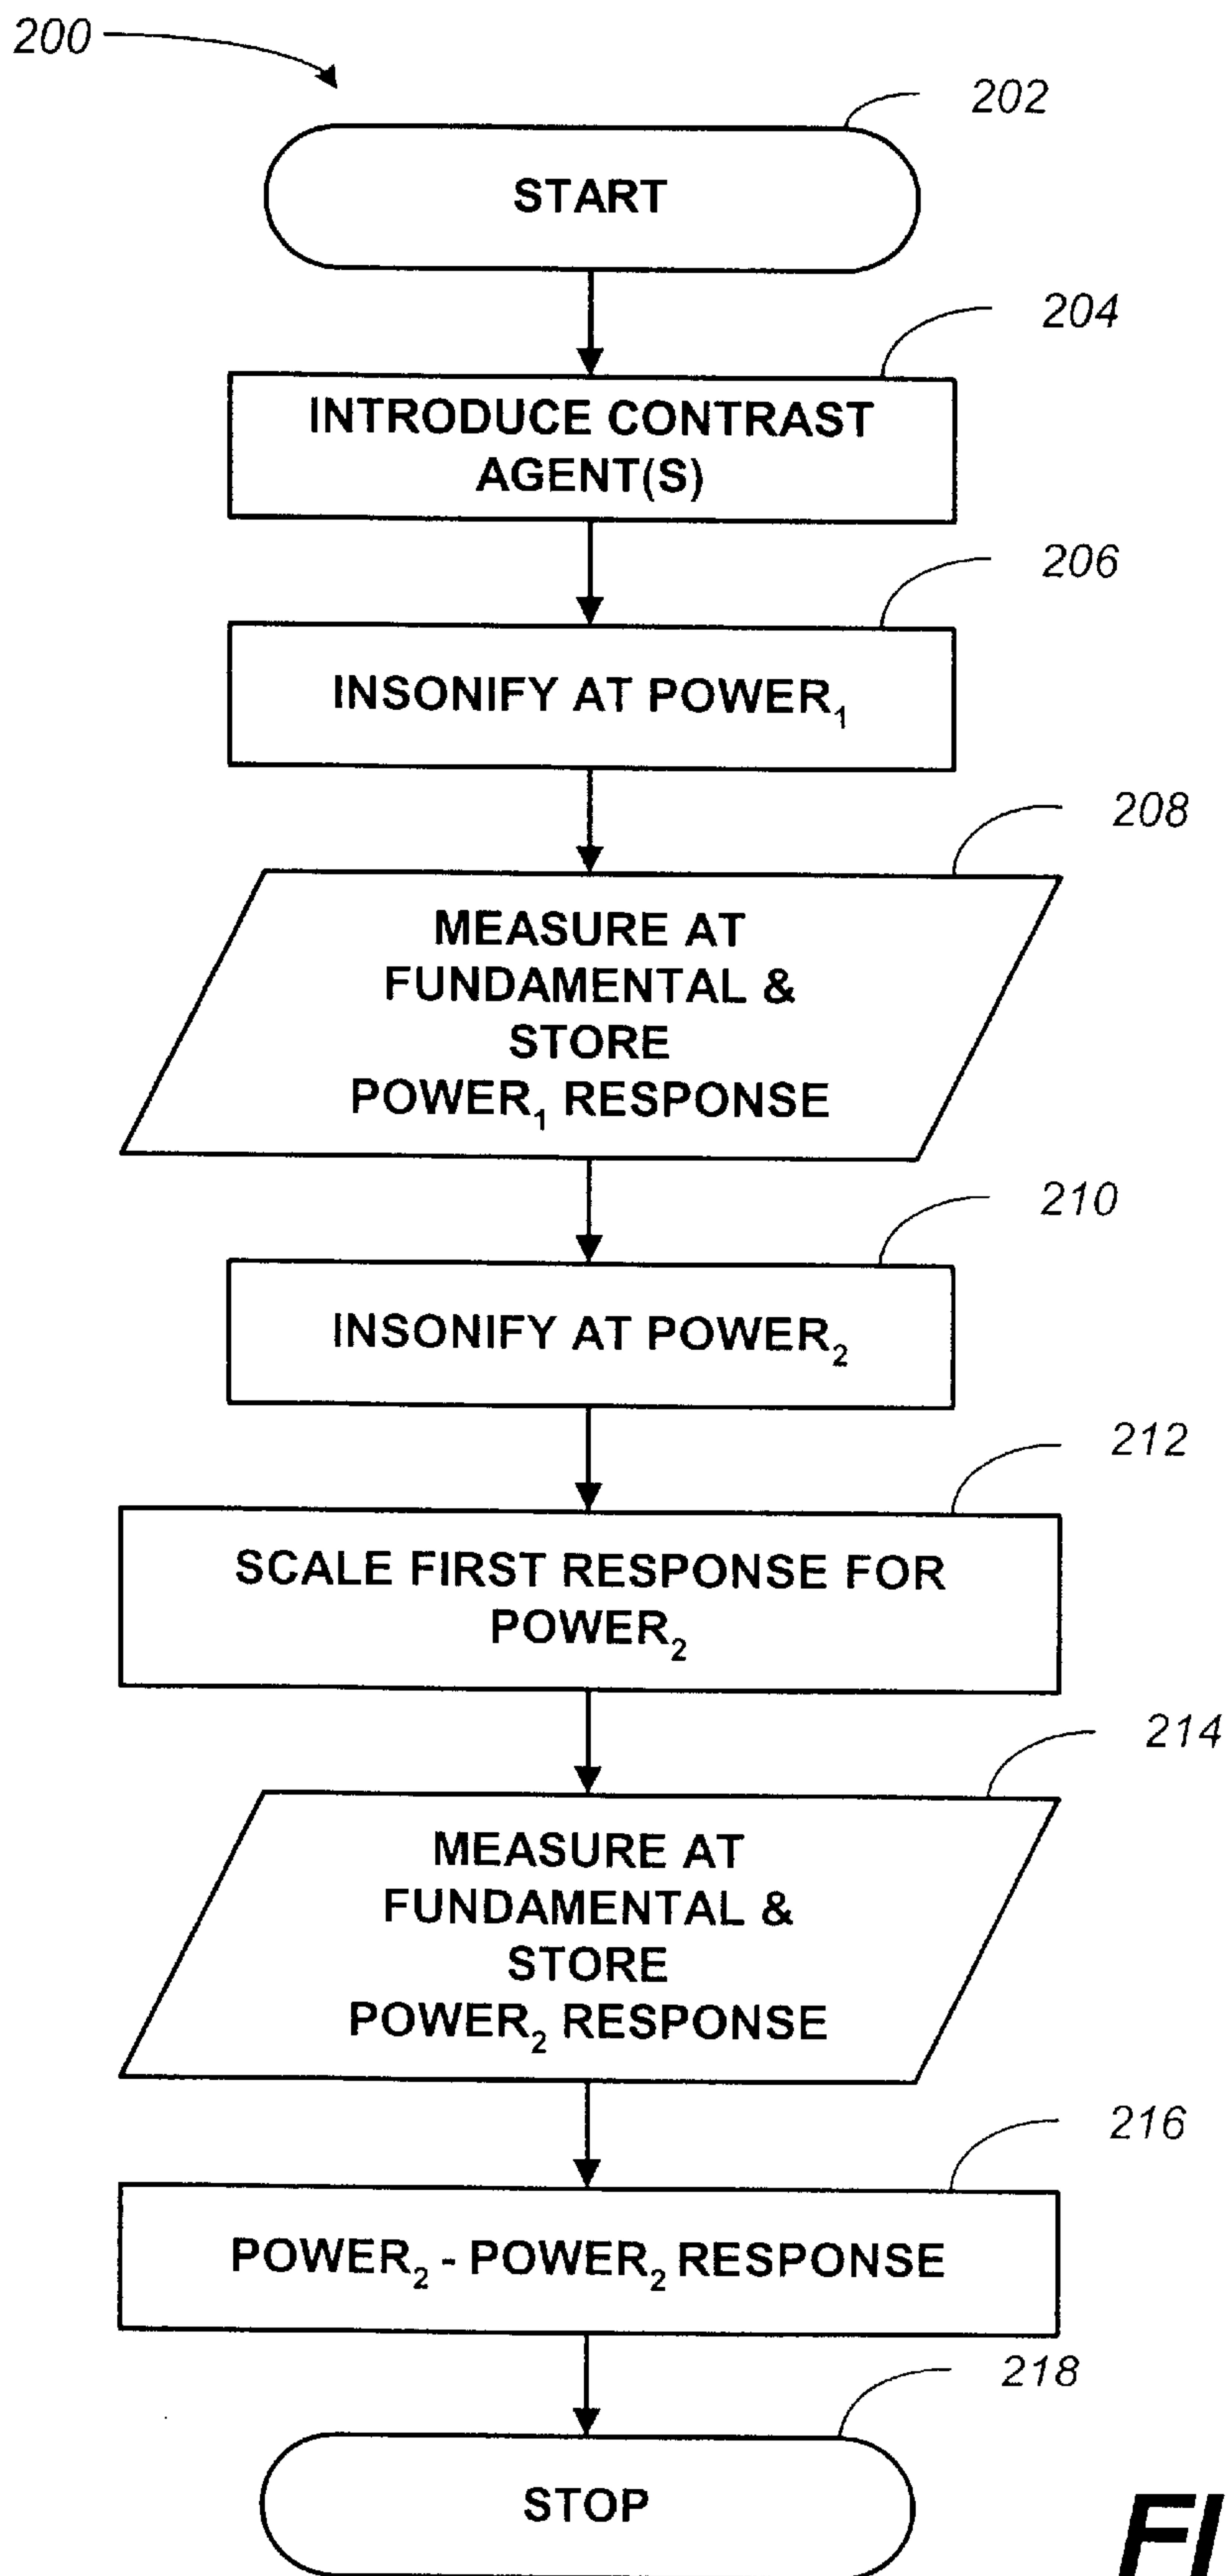 200
202
START
204
INTRODUCE CONTRAST
AGENT(S)
206
INSONIFY AT POWER₁
208
MEASURE AT
FUNDAMENTAL &
STORE
POWER₁ RESPONSE
210
INSONIFY AT POWER₂
212
SCALE FIRST RESPONSE FOR
POWER₂
214
MEASURE AT
FUNDAMENTAL &
STORE
POWER₂ RESPONSE
216
POWER₂ - POWER₂ RESPONSE
218
STOP
FI